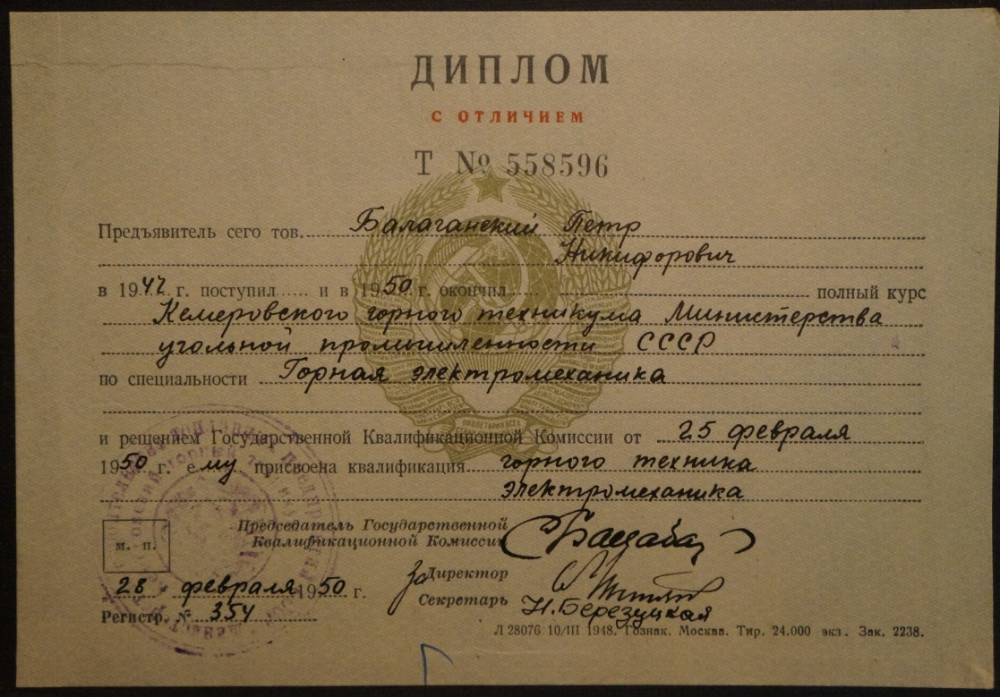 ДИПЛОМ
С ОТЛИЧИЕМ
Т № 558596
Предъявитель сего тов. Балаганский Петр
Никифорович
в 1947 г. поступил и в 1950 г. окончил полный курс
Кемеровского горного техникума Министерства
угольной промышленности СССР
по специальности Горная электромеханика
и решением Государственной Квалификационной Комиссии от 25 февраля
1950 г. ему присвоена квалификация горного техника
электромеханика
Председатель Государственной
Квалификационной Комиссии
м. п.
За Директор
28 февраля 1950 г.
Секретарь Н. Березуцкая
Регистр. № 354
Л 28076 10/III 1948. Гознак. Москва. Тир. 24.000 экз. Зак. 2238.